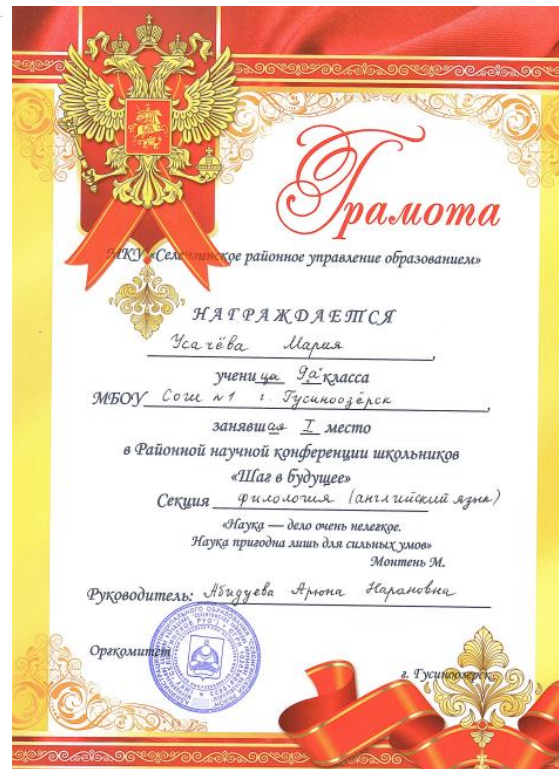 Грамота
МКУ «Селенгинское районное управление образованием»
НАГРАЖДАЕТСЯ
Усачёва Мария,
ученица 9"а" класса
МБОУ Сош №1 г. Гусиноозёрск,
занявшая I место
в Районной научной конференции школьников
«Шаг в будущее»
Секция филология (английский язык)
«Наука — дело очень нелегкое.
Наука пригодна лишь для сильных умов»
Монтень М.
Руководитель: Абидуева Арюна Нарановна
Оргкомитет:
г. Гусиноозерск